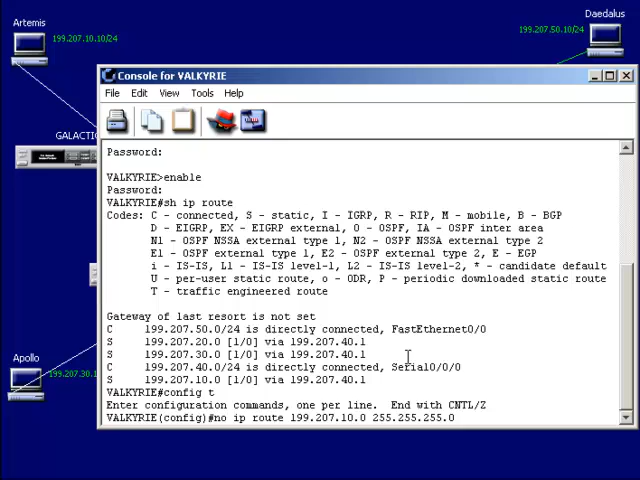 Artemis
199.207.10.10/24
Daedalus
199.207.50.10/24
Console for VALKYRIE
File Edit View Tools Help
GALACTIC
Password:
VALKYRIE>enable
Password:
VALKYRIE#sh ip route
Codes: C - connected, S - static, I - IGRP, R - RIP, M - mobile, B - BGP
D - EIGRP, EX - EIGRP external, O - OSPF, IA - OSPF inter area
N1 - OSPF NSSA external type 1, N2 - OSPF NSSA external type 2
E1 - OSPF external type 1, E2 - OSPF external type 2, E - EGP
i - IS-IS, L1 - IS-IS level-1, L2 - IS-IS level-2, * - candidate default
U - per-user static route, o - ODR, P - periodic downloaded static route
T - traffic engineered route
Gateway of last resort is not set
C 199.207.50.0/24 is directly connected, FastEthernet0/0
S 199.207.20.0 [1/0] via 199.207.40.1
S 199.207.30.0 [1/0] via 199.207.40.1
C 199.207.40.0/24 is directly connected, Serial0/0/0
S 199.207.10.0 [1/0] via 199.207.40.1
Apollo
199.207.30.1
VALKYRIE#config t
Enter configuration commands, one per line. End with CNTL/Z
VALKYRIE(config)#no ip route 199.207.10.0 255.255.255.0